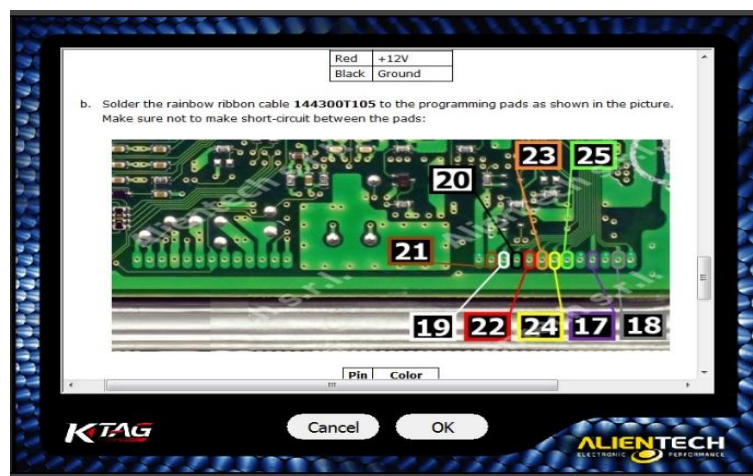 Red +12V
Black Ground
b. Solder the rainbow ribbon cable 144300T105 to the programming pads as shown in the picture.
Make sure not to make short-circuit between the pads:
23 25
20
21
19 22 24 17 18
Pin Color
Cancel OK
KTAG
ALIENTECH
ELECTRONIC PERFORMANCE